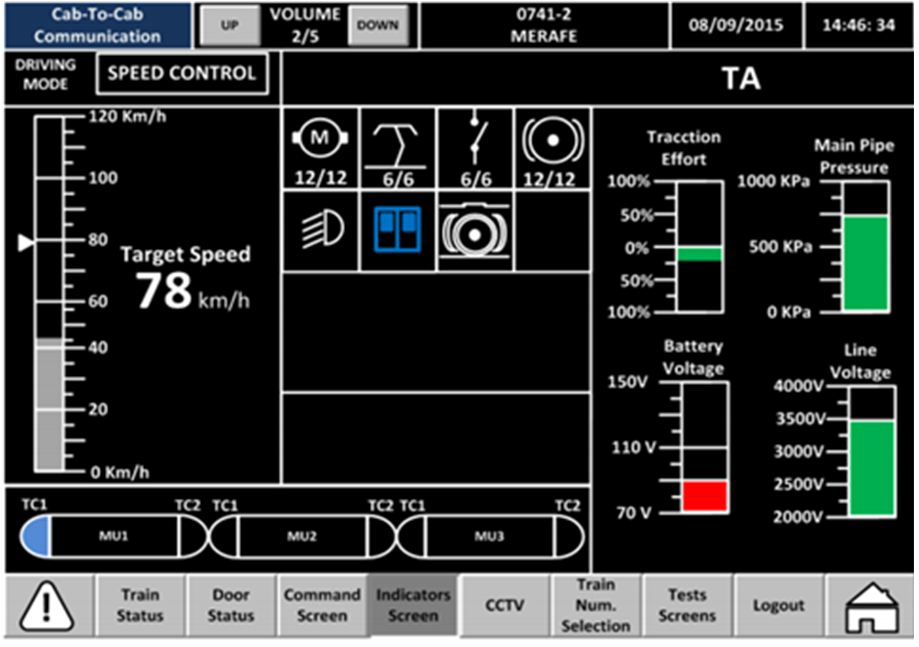 Cab-To-Cab
Communication
UP
VOLUME
2/5
DOWN
0741-2
MERAFE
08/09/2015
14:46: 34
DRIVING
MODE
SPEED CONTROL
TA
120 Km/h
100
80
60
40
20
0 Km/h
Target Speed
78 km/h
M
12/12
6/6
6/6
12/12
Tracction
Effort
100%
50%
0%
50%
100%
Main Pipe
Pressure
1000 KPa
500 KPa
0 KPa
Battery
Voltage
150V
110 V
70 V
Line
Voltage
4000V
3500V
3000V
2500V
2000V
TC1
TC2
TC1
TC2
TC1
TC2
MU1
MU2
MU3
!
Train
Status
Door
Status
Command
Screen
Indicators
Screen
CCTV
Train
Num.
Selection
Tests
Screens
Logout